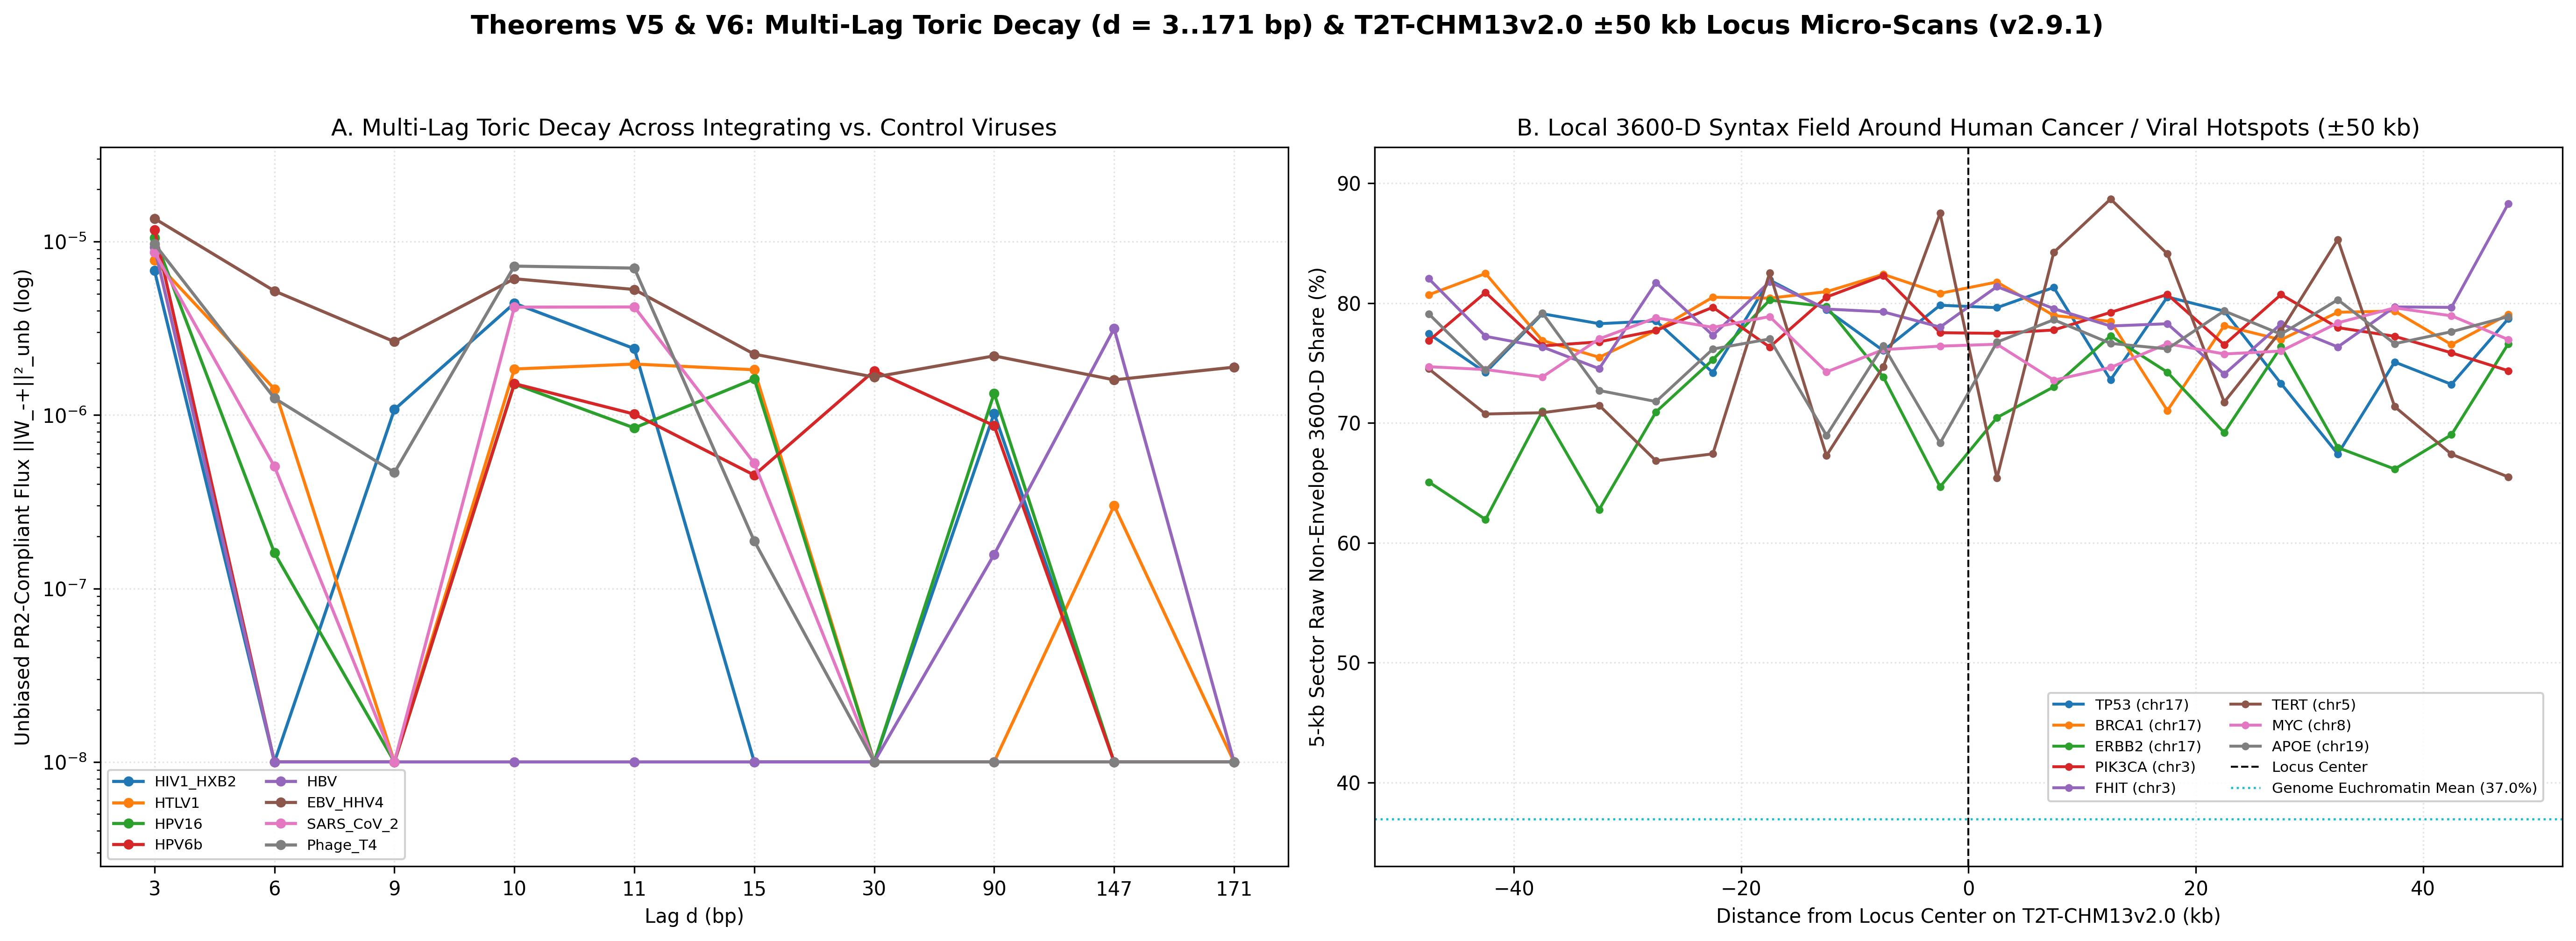 Theorems V5 & V6: Multi-Lag Toric Decay (d = 3..171 bp) & T2T-CHM13v2.0 ±50 kb Locus Micro-Scans (v2.9.1)
A. Multi-Lag Toric Decay Across Integrating vs. Control Viruses
Unbiased PR2-Compliant Flux ||W_-+||²_unb (log)
10⁻⁵
10⁻⁶
10⁻⁷
10⁻⁸
HIV1_HXB2
HTLV1
HPV16
HPV6b
HBV
EBV_HHV4
SARS_CoV_2
Phage_T4
3 6 9 10 11 15 30 90 147 171
Lag d (bp)
B. Local 3600-D Syntax Field Around Human Cancer / Viral Hotspots (±50 kb)
5-kb Sector Raw Non-Envelope 3600-D Share (%)
90
80
70
60
50
40
TP53 (chr17)
BRCA1 (chr17)
ERBB2 (chr17)
PIK3CA (chr3)
FHIT (chr3)
TERT (chr5)
MYC (chr8)
APOE (chr19)
Locus Center
Genome Euchromatin Mean (37.0%)
−40 −20 0 20 40
Distance from Locus Center on T2T-CHM13v2.0 (kb)